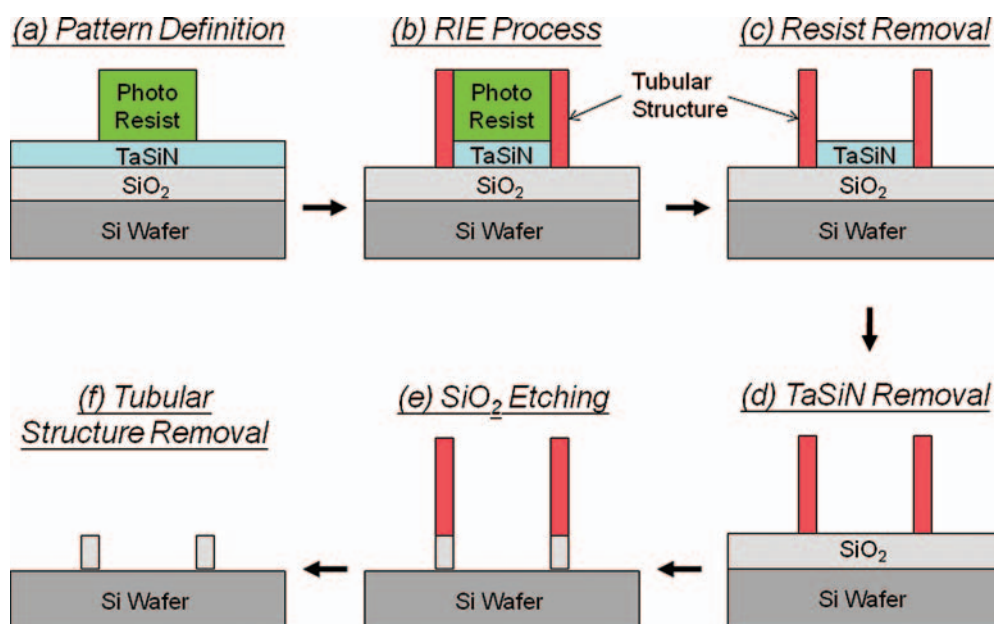 (a) Pattern Definition
Photo
Resist
TaSiN
SiO₂
Si Wafer
(b) RIE Process
Photo
Resist
TaSiN
SiO₂
Si Wafer
Tubular
Structure
(c) Resist Removal
TaSiN
SiO₂
Si Wafer
(d) TaSiN Removal
SiO₂
Si Wafer
(e) SiO₂ Etching
Si Wafer
(f) Tubular
Structure Removal
Si Wafer